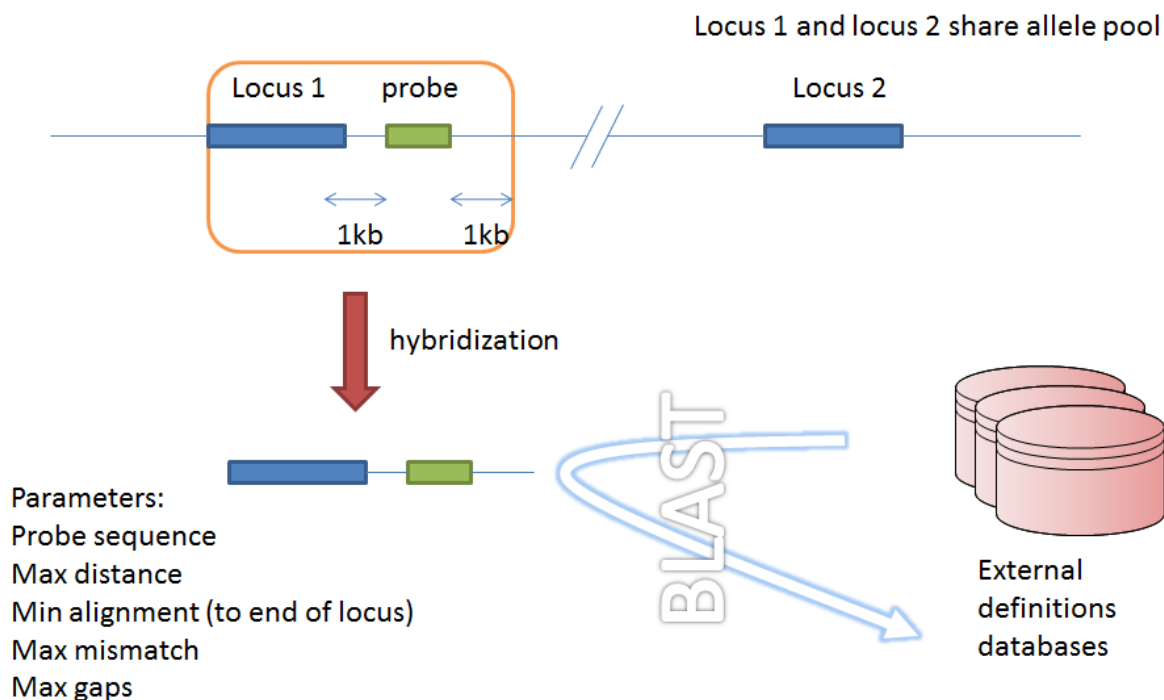 Locus 1 and locus 2 share allele pool
Locus 1
probe
Locus 2
1kb
1kb
hybridization
BLAST
Parameters:
Probe sequence
Max distance
Min alignment (to end of locus)
Max mismatch
Max gaps
External
definitions
databases